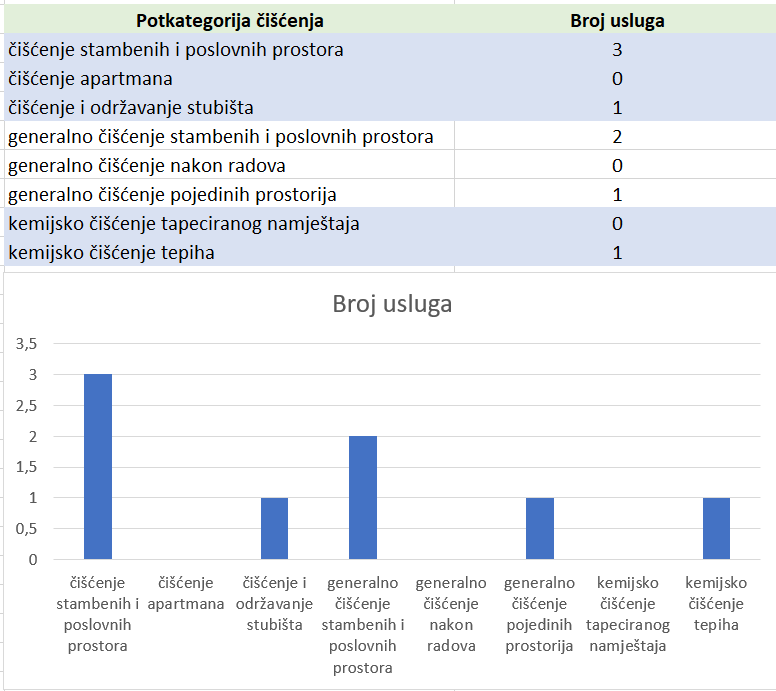 Potkategorija čišćenja Broj usluga
čišćenje stambenih i poslovnih prostora 3
čišćenje apartmana 0
čišćenje i održavanje stubišta 1
generalno čišćenje stambenih i poslovnih prostora 2
generalno čišćenje nakon radova 0
generalno čišćenje pojedinih prostorija 1
kemijsko čišćenje tapeciranog namještaja 0
kemijsko čišćenje tepiha 1
Broj usluga
3,5
3
2,5
2
1,5
1
0,5
0
čišćenje
stambenih i
poslovnih
prostora
čišćenje
apartmana
čišćenje i
održavanje
stubišta
generalno
čišćenje
stambenih i
poslovnih
prostora
generalno
čišćenje
nakon
radova
generalno
čišćenje
pojedinih
prostorija
kemijsko
čišćenje
tapeciranog
namještaja
kemijsko
čišćenje
tepiha